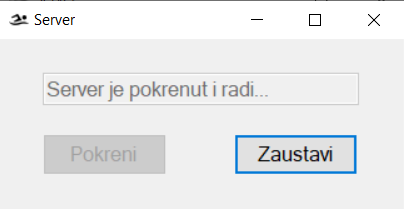 Server
Server je pokrenut i radi...
Pokreni
Zaustavi